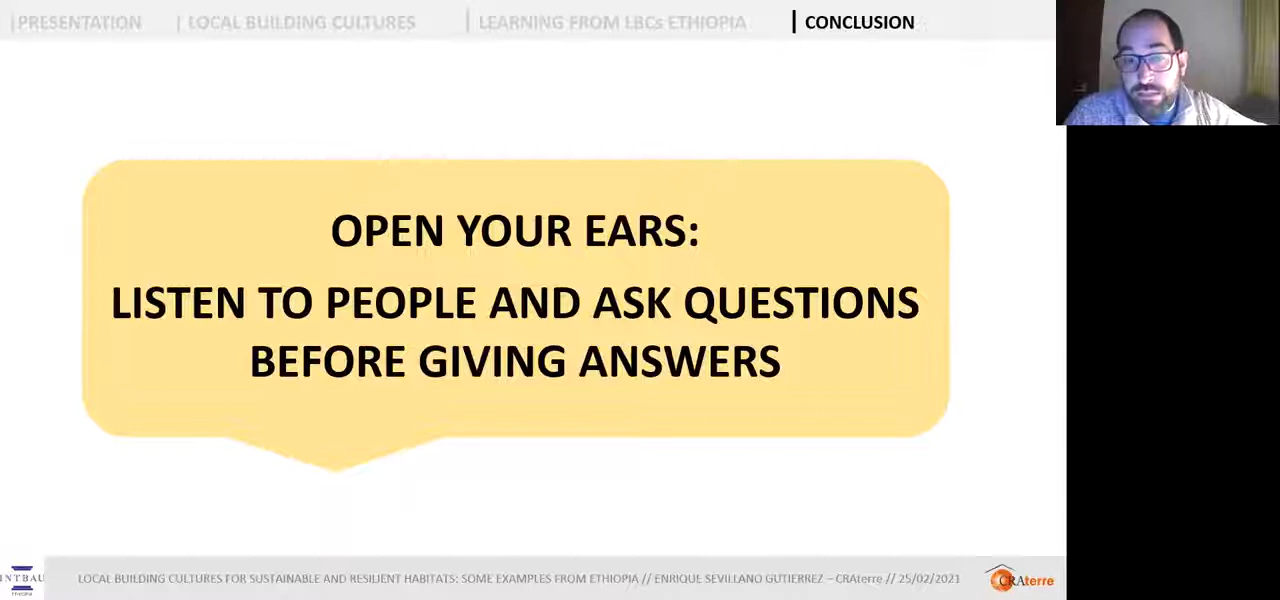 |PRESENTATION | LOCAL BUILDING CULTURES | LEARNING FROM LBCs ETHIOPIA | CONCLUSION
OPEN YOUR EARS:
LISTEN TO PEOPLE AND ASK QUESTIONS
BEFORE GIVING ANSWERS
INTBAU
ETHIOPIA
LOCAL BUILDING CULTURES FOR SUSTAINABLE AND RESILIENT HABITATS: SOME EXAMPLES FROM ETHIOPIA // ENRIQUE SEVILLANO GUTIERREZ – CRAterre // 25/02/2021
CRAterre